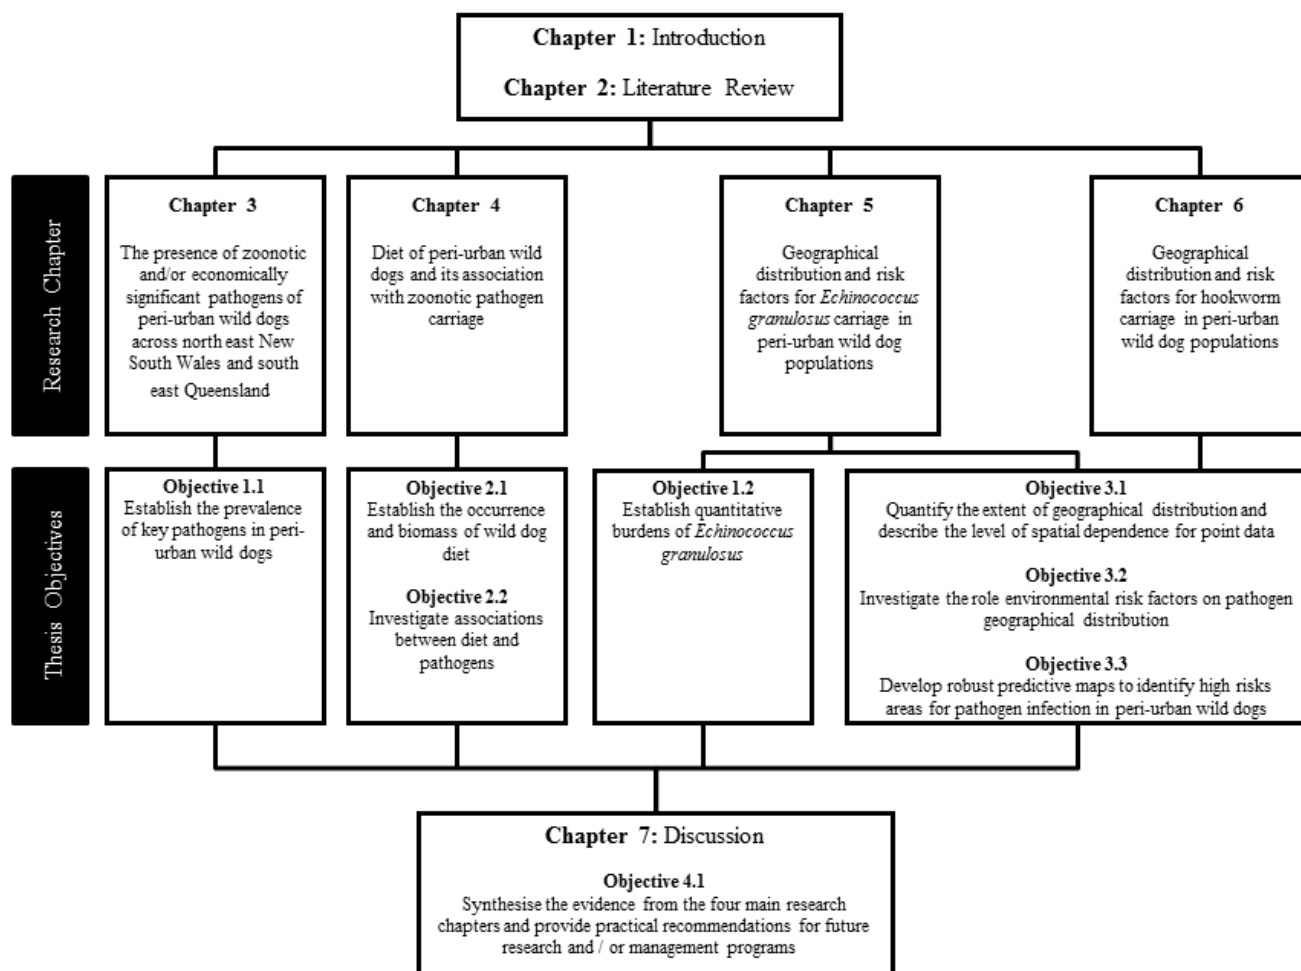 Chapter 1: Introduction
Chapter 2: Literature Review
Research Chapter
Chapter 3
The presence of zoonotic
and/or economically
significant pathogens of
peri-urban wild dogs
across north east New
South Wales and south
east Queensland
Chapter 4
Diet of peri-urban wild
dogs and its association
with zoonotic pathogen
carriage
Chapter 5
Geographical
distribution and risk
factors for Echinococcus
granulosus carriage in
peri-urban wild dog
populations
Chapter 6
Geographical
distribution and risk
factors for hookworm
carriage in peri-urban
wild dog populations
Thesis Objectives
Objective 1.1
Establish the prevalence
of key pathogens in peri-
urban wild dogs
Objective 2.1
Establish the occurrence
and biomass of wild dog
diet
Objective 2.2
Investigate associations
between diet and
pathogens
Objective 1.2
Establish quantitative
burdens of Echinococcus
granulosus
Objective 3.1
Quantify the extent of geographical distribution and
describe the level of spatial dependence for point data
Objective 3.2
Investigate the role environmental risk factors on pathogen
geographical distribution
Objective 3.3
Develop robust predictive maps to identify high risks
areas for pathogen infection in peri-urban wild dogs
Chapter 7: Discussion
Objective 4.1
Synthesise the evidence from the four main research
chapters and provide practical recommendations for future
research and / or management programs